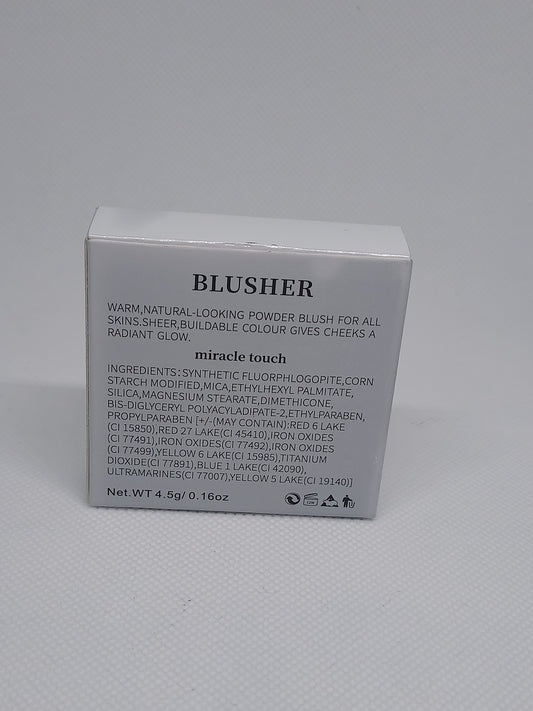 BLUSHER
WARM,NATURAL-LOOKING POWDER BLUSH FOR ALL
SKINS.SHEER,BUILDABLE COLOUR GIVES CHEEKS A
RADIANT GLOW.
miracle touch
INGREDIENTS:SYNTHETIC FLUORPHLOGOPITE,CORN
STARCH MODIFIED,MICA,ETHYLHEXYL PALMITATE,
SILICA,MAGNESIUM STEARATE,DIMETHICONE,
BIS-DIGLYCERYL POLYACYLADIPATE-2,ETHYLPARABEN,
PROPYLPARABEN [+/-(MAY CONTAIN):RED 6 LAKE
(CI 15850),RED 27 LAKE(CI 45410),IRON OXIDES
(CI 77491),IRON OXIDES(CI 77492),IRON OXIDES
(CI 77499),YELLOW 6 LAKE(CI 15985),TITANIUM
DIOXIDE(CI 77891),BLUE 1 LAKE(CI 42090),
ULTRAMARINES(CI 77007),YELLOW 5 LAKE(CI 19140)]
Net.WT 4.5g/ 0.16oz